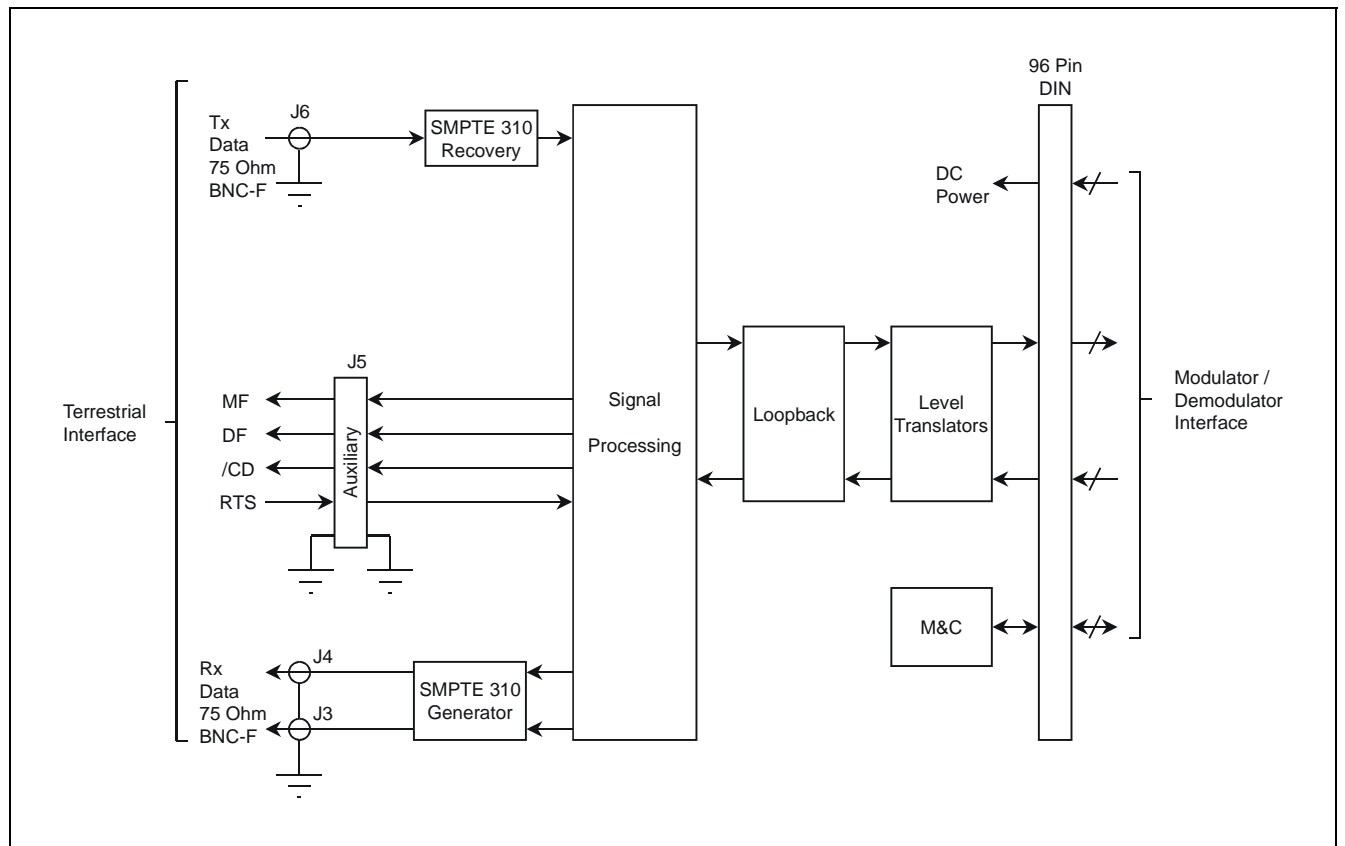 96 Pin
DIN
J6
Tx
Data
75 Ohm
BNC-F
SMPTE 310
Recovery
DC
Power
J5
MF
DF
/CD
RTS
Auxiliary
Terrestrial
Interface
Signal
Processing
Loopback
Level
Translators
Modulator /
Demodulator
Interface
M&C
J4
Rx
Data
75 Ohm
BNC-F
J3
SMPTE 310
Generator